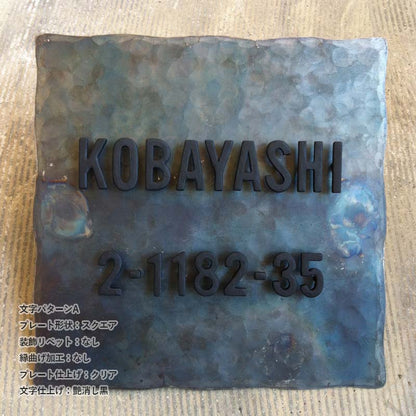 KOBAYASHI
2-1182-35
文字パターンA
プレート形状：スクエア
装飾リベット：なし
縁曲げ加工：なし
プレート仕上げ：クリア
文字仕上げ：艶消し黒